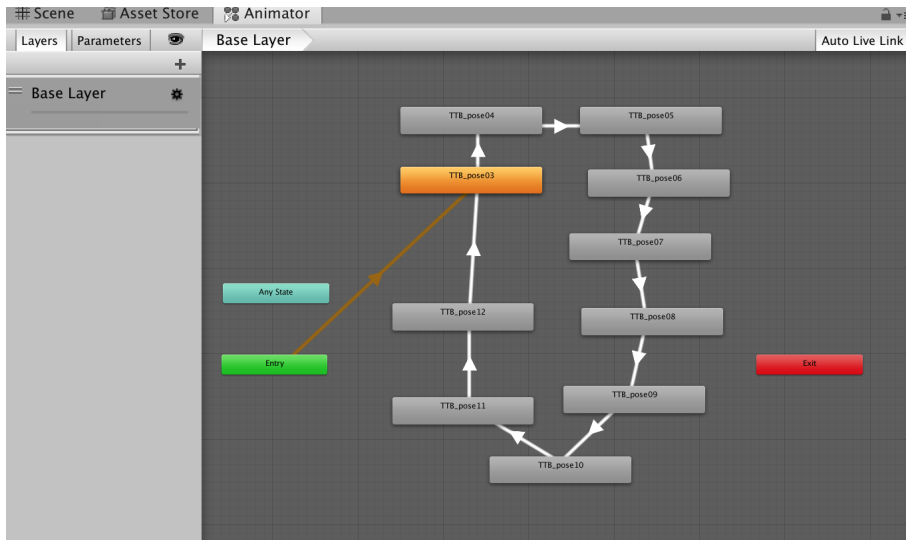 Scene Asset Store Animator
Layers Parameters Base Layer Auto Live Link
Base Layer
TTB_pose04
TTB_pose05
TTB_pose03
TTB_pose06
TTB_pose07
Any State
TTB_pose12
TTB_pose08
Entry
Exit
TTB_pose09
TTB_pose11
TTB_pose10